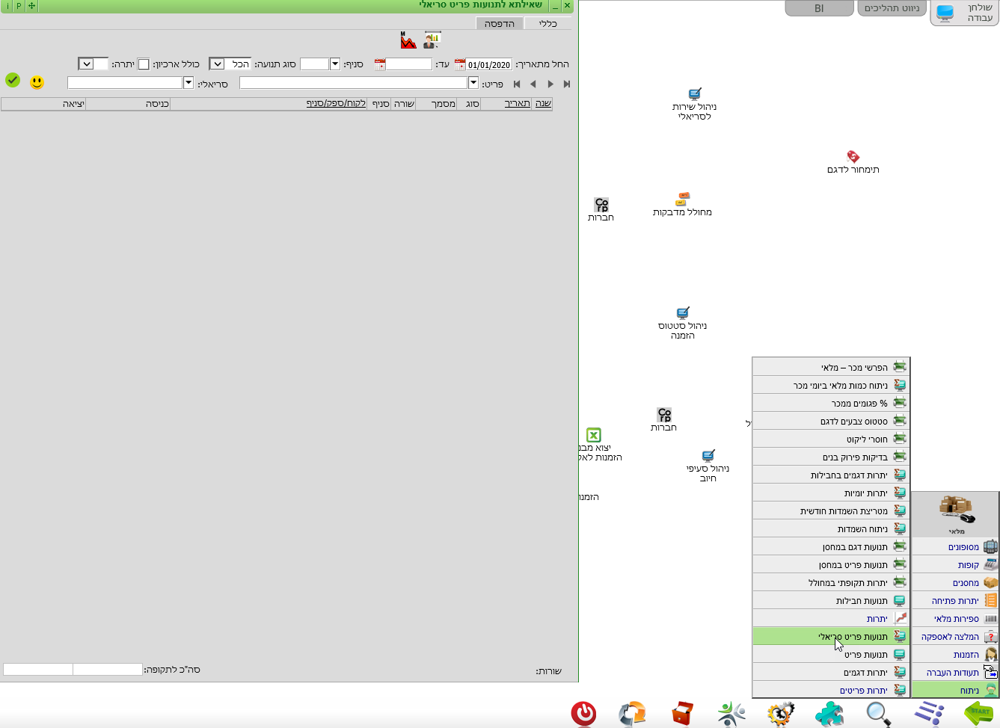 שאילתא לתנועות פריט סריאלי
i P
כללי
הדפסה
החל מתאריך: 01/01/2020 עד: סניף: סוג תנועה: הכל כולל ארכיון: יתרה:
פריט: סריאלי:
שנה תאריך סוג מסמך שורה סניף לקוח/ספק/סניף כניסה יציאה
שורות: סה"כ לתקופה:
שולחן
עבודה
ניווט תהליכים
BI
ניהול שירות
לסריאלי
תימחור לדגם
מחולל מדבקות
Corp
חברות
ניהול סטטוס
הזמנה
Corp
חברות
יצוא מבנ
הזמנות לאק
ניהול סעיפי
חיוב
הזמנו
הפרשי מכר – מלאי
ניתוח כמות מלאי ביומי מכר
% פגומים ממכר
סטטוס צבעים לדגם
חוסרי ליקוט
בדיקות פירוק בנים
יתרות דגמים בחבילות
יתרות יומיות
מטריצת השמדות חודשית
ניתוח השמדות
תנועות דגם במחסן
תנועות פריט במחסן
יתרות תקופתי במחולל
תנועות חבילות
יתרות
תנועות פריט סריאלי
תנועות פריט
יתרות דגמים
יתרות פריטים
מלאי
מסופונים
קופות
מחסנים
יתרות פתיחה
ספירות מלאי
המלצה לאספקה
הזמנות
תעודות העברה
ניתוח
START